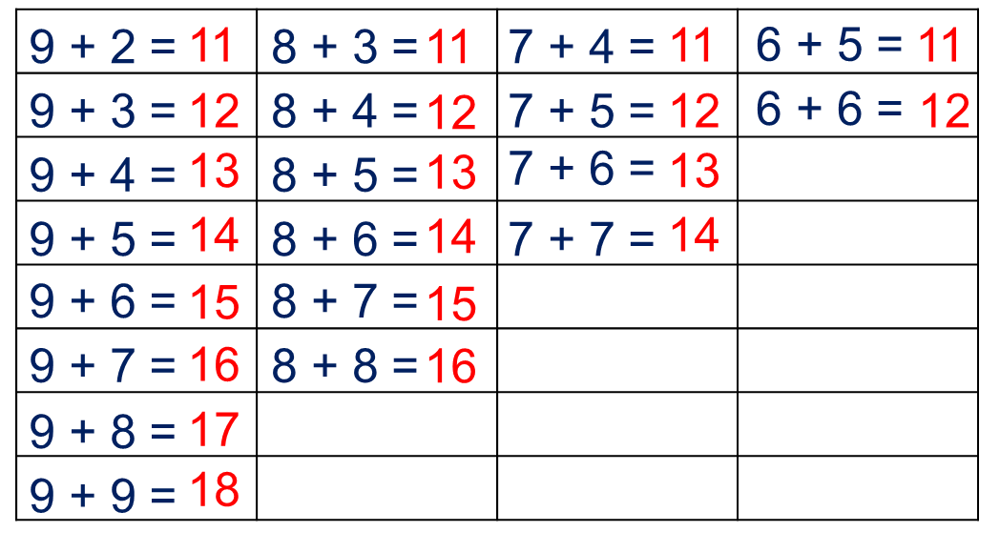 9 + 2 = 11 8 + 3 = 11 7 + 4 = 11 6 + 5 = 11
9 + 3 = 12 8 + 4 = 12 7 + 5 = 12 6 + 6 = 12
9 + 4 = 13 8 + 5 = 13 7 + 6 = 13
9 + 5 = 14 8 + 6 = 14 7 + 7 = 14
9 + 6 = 15 8 + 7 = 15
9 + 7 = 16 8 + 8 = 16
9 + 8 = 17
9 + 9 = 18